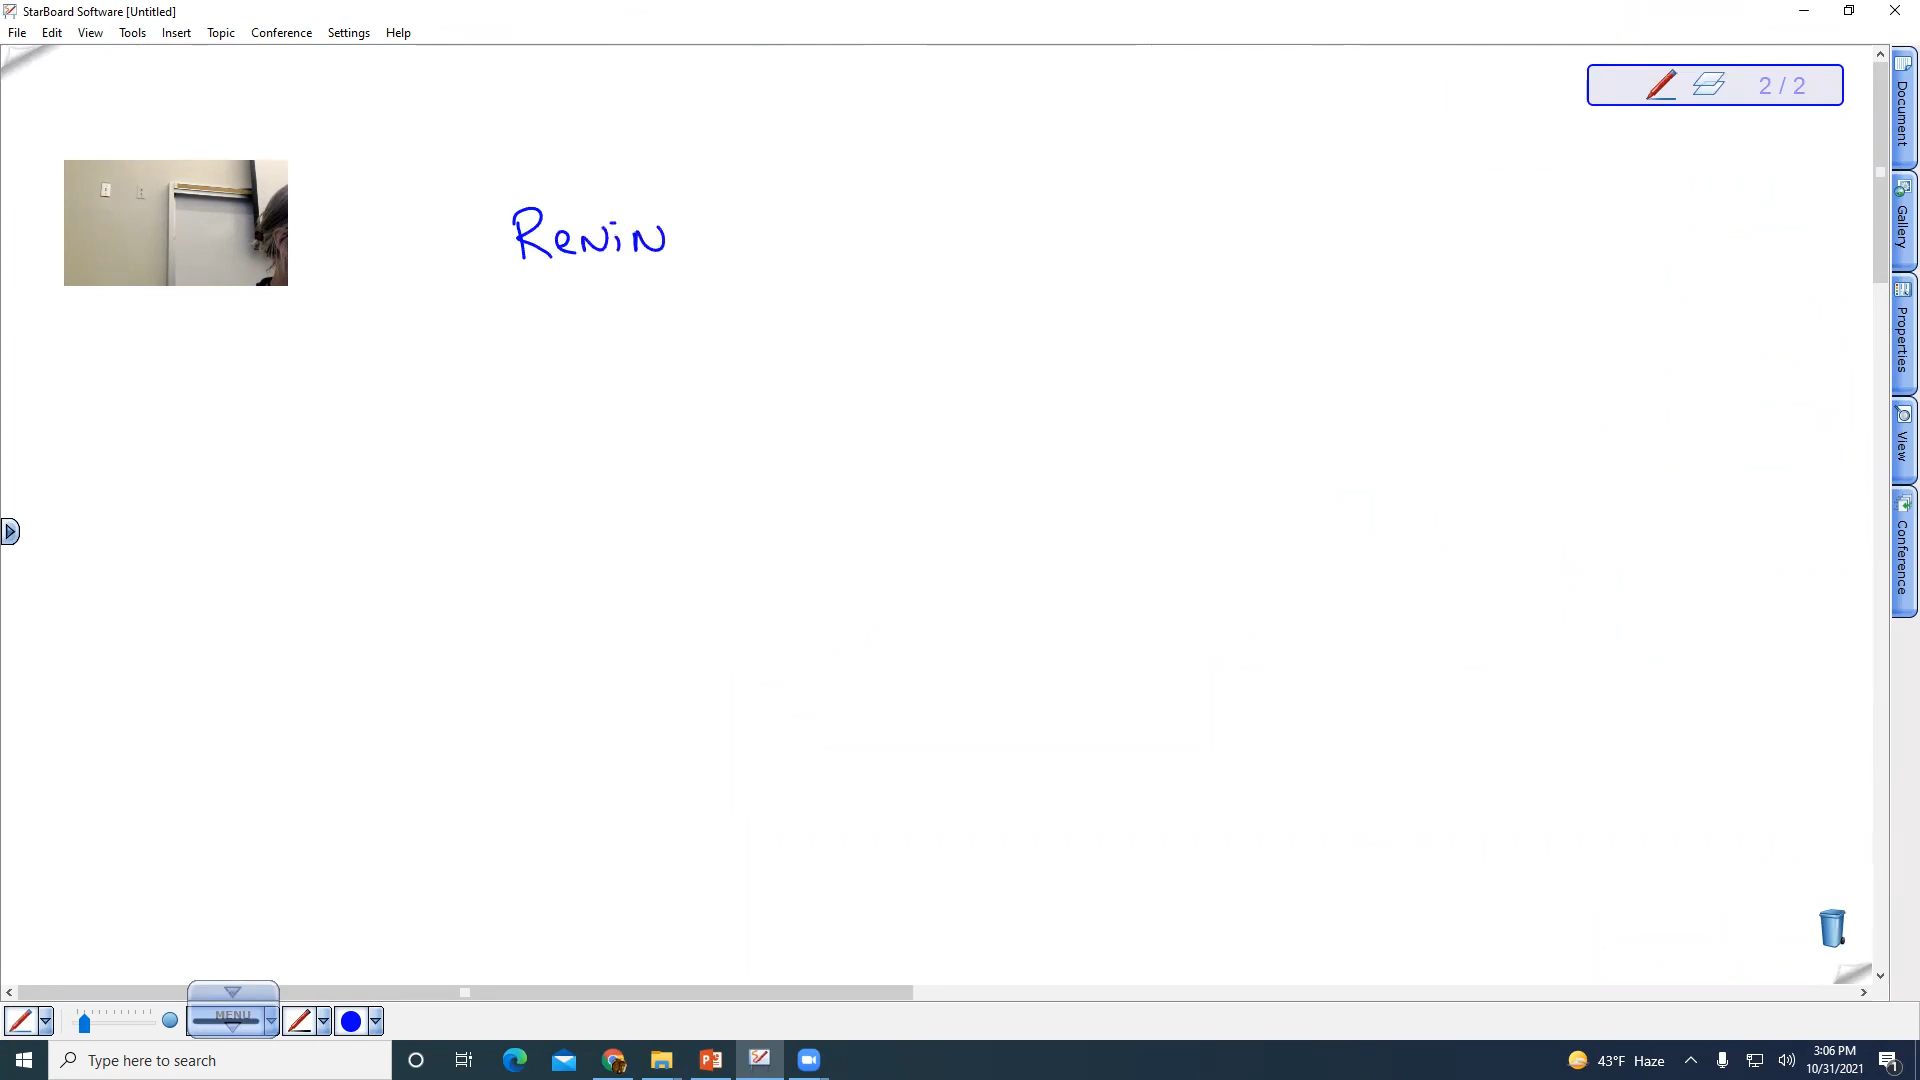 StarBoard Software [Untitled]
File Edit View Tools Insert Topic Conference Settings Help
2 / 2
Document
Gallery
Properties
View
Conference
Renin
MENU
Type here to search
43°F Haze
3:06 PM
10/31/2021
1